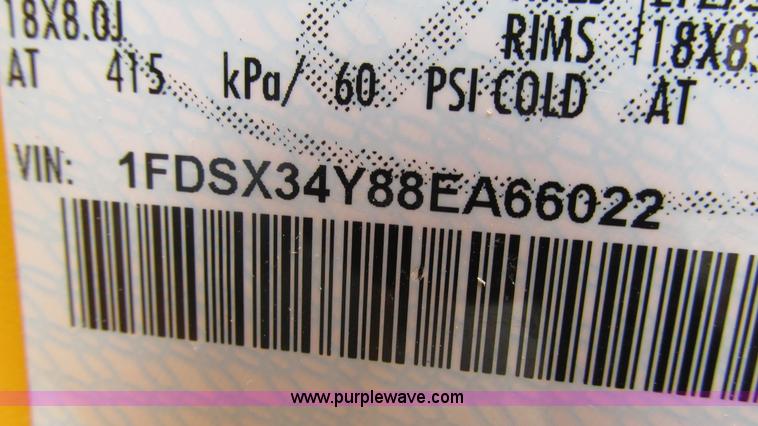 18X8.0J
RIMS 18X8
AT 415 kPa/ 60 PSI COLD AT
VIN: 1FDSX34Y88EA66022
www.purplewave.com